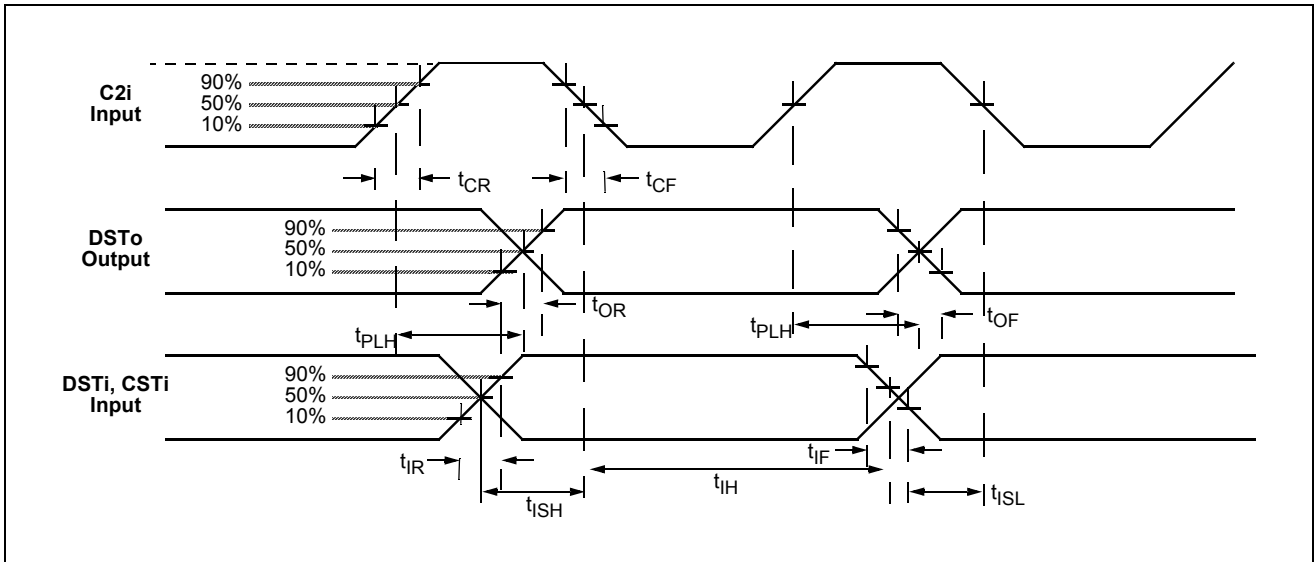 C2i
Input
90%
50%
10%
tCR
tCF
DSTo
Output
90%
50%
10%
tOR
tPLH
tPLH
tOF
DSTi, CSTi
Input
90%
50%
10%
tIR
tISH
tIH
tIF
tISL